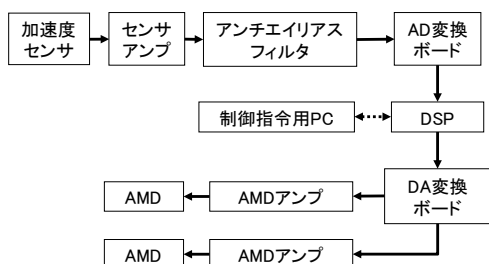 加速度
センサ
センサ
アンプ
アンチエイリアス
フィルタ
AD変換
ボード
制御指令用PC
DSP
AMD
AMDアンプ
DA変換
ボード
AMD
AMDアンプ